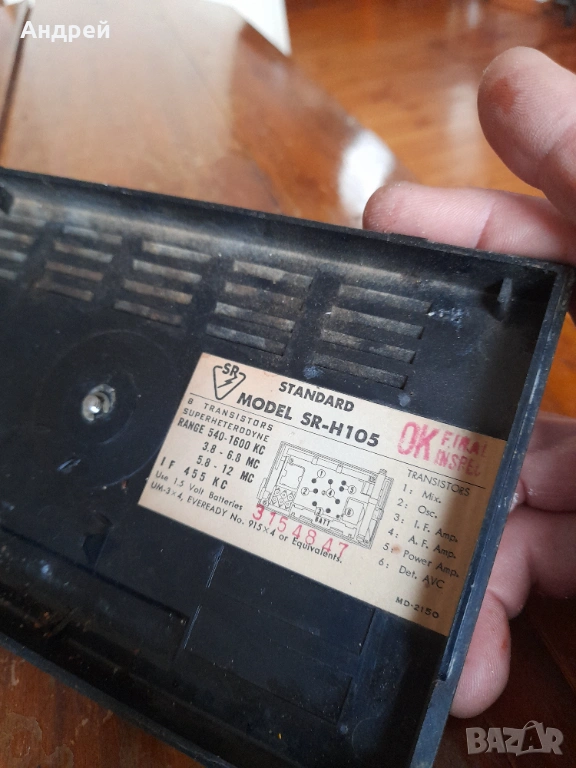 Андрей
SR
STANDARD
MODEL SR-H105
8 TRANSISTORS
SUPERHETERODYNE
RANGE 540-1600 KC
3.8-6.0 MC
5.8-12 MC
I F 455 KC
Use 1.5 Volt Batteries
UM-3×4, EVEREADY No. 915×4 or Equivalents.
BATT
3154847
OK FINAL
INSPEC
TRANSISTORS
1: Mix.
2: Osc.
3: I.F. Amp.
4: A.F. Amp.
5: Power Amp.
6: Det. AVC
MD-2150
BAZAR